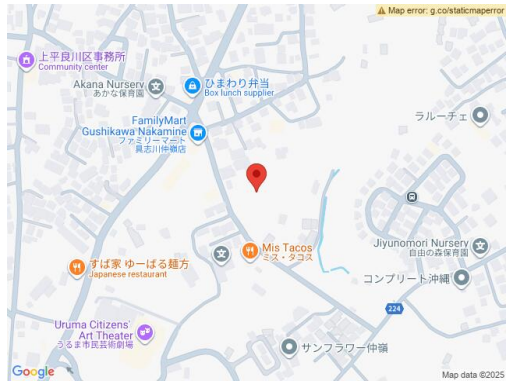 Map error: g.co/staticmaperror
上平良川区事務所
Community center
Akana Nursery
あかな保育園
ひまわり弁当
Box lunch supplier
FamilyMart
Gushikawa Nakamine
ファミリーマート
具志川仲嶺店
ラルーチェ
Mis Tacos
ミス・タコス
Jiyunomori Nursery
自由の森保育園
すば家 ゆーばる麺方
Japanese restaurant
コンプリート沖縄
224
Uruma Citizens'
Art Theater
うるま市民芸術劇場
サンフラワー仲嶺
Google
Map data ©2025